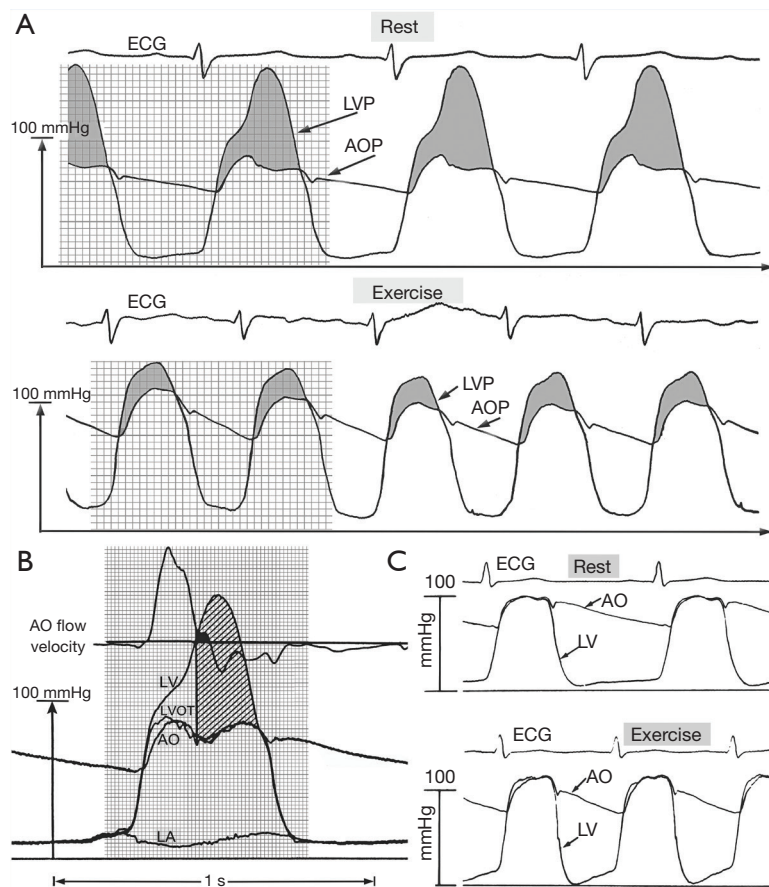 A
Rest
ECG
LVP
100 mmHg
AOP
Exercise
ECG
LVP
100 mmHg
AOP
B
AO flow
velocity
LV
100 mmHg
LVOT
AO
LA
1 s
C
ECG
Rest
100
AO
mmHg
LV
ECG
Exercise
100
AO
mmHg
LV